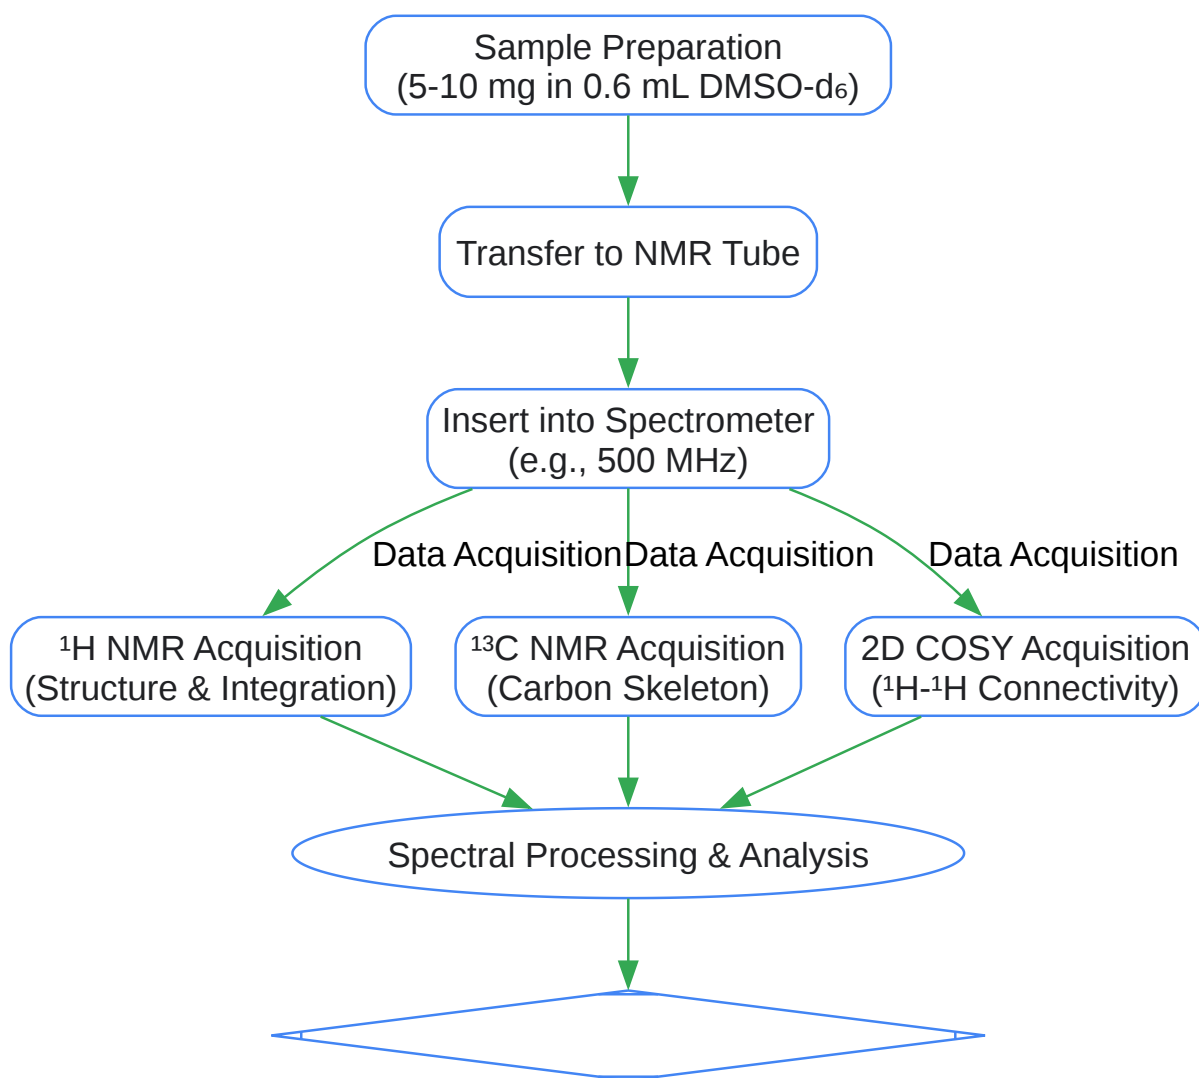 Sample Preparation
(5-10 mg in 0.6 mL DMSO-d₆)
Transfer to NMR Tube
Insert into Spectrometer
(e.g., 500 MHz)
Data Acquisition
Data Acquisition
Data Acquisition
¹H NMR Acquisition
(Structure & Integration)
¹³C NMR Acquisition
(Carbon Skeleton)
2D COSY Acquisition
(¹H-¹H Connectivity)
Spectral Processing & Analysis